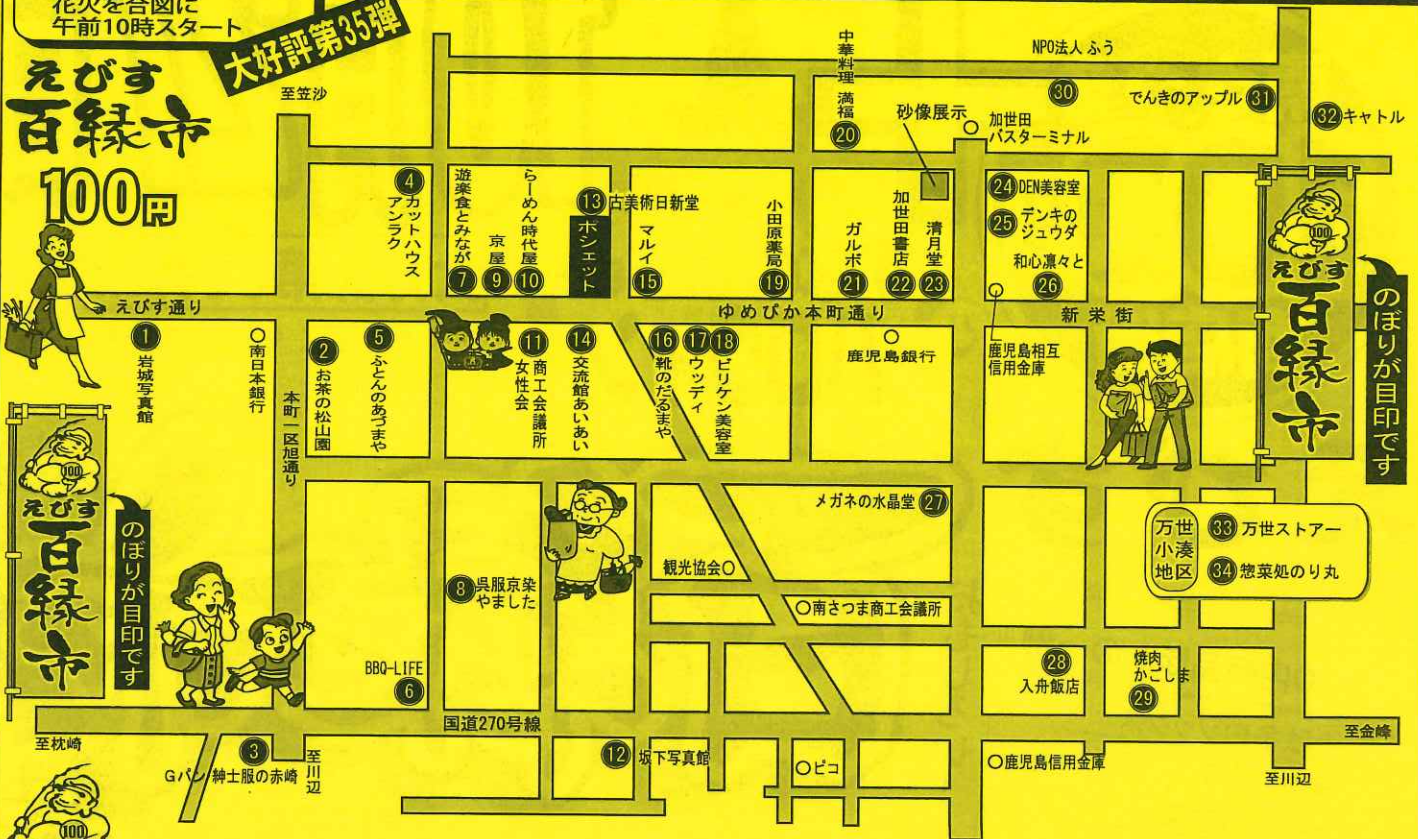 花火を合図に
午前10時スタート
大好評第35弾
えびす
百縁市
100円
至笠沙
中華料理 満福
20
NPO法人 ふう
30
でんきのアップル 31
32 キャトル
砂像展示
加世田
バスターミナル
4
カットハウス
アンラク
遊楽食とみなが
7
京屋
9
らーめん時代屋
10
13 古美術日新堂
ポシェット
マルイ
15
小田原薬局
19
ガルボ
21
加世田書店
22
清月堂
23
24 DEN美容室
25 デンキの
ジュウダ
和心凛々と
26
100
えびす
百縁市
のぼりが目印です
えびす通り
ゆめぴか本町通り
新栄街
1
岩城写真館
南日本銀行
本町一区旭通り
2
お茶の松山園
5
ふとんのあづまや
11
商工会議所
女性会
14
交流館あいあい
16
靴のだるまや
17
ウッディ
18
ビリケン美容室
鹿児島銀行
鹿児島相互
信用金庫
100
えびす
百縁市
のぼりが目印です
メガネの水晶堂 27
万世
小湊
地区
33 万世ストアー
34 惣菜処のり丸
8 呉服京染
やました
観光協会
南さつま商工会議所
BBQ-LIFE
6
28
入舟飯店
焼肉
かごしま
29
国道270号線
至枕崎
至金峰
3
Gパン 紳士服の赤崎
至川辺
12 坂下写真館
ピコ
鹿児島信用金庫
至川辺
100